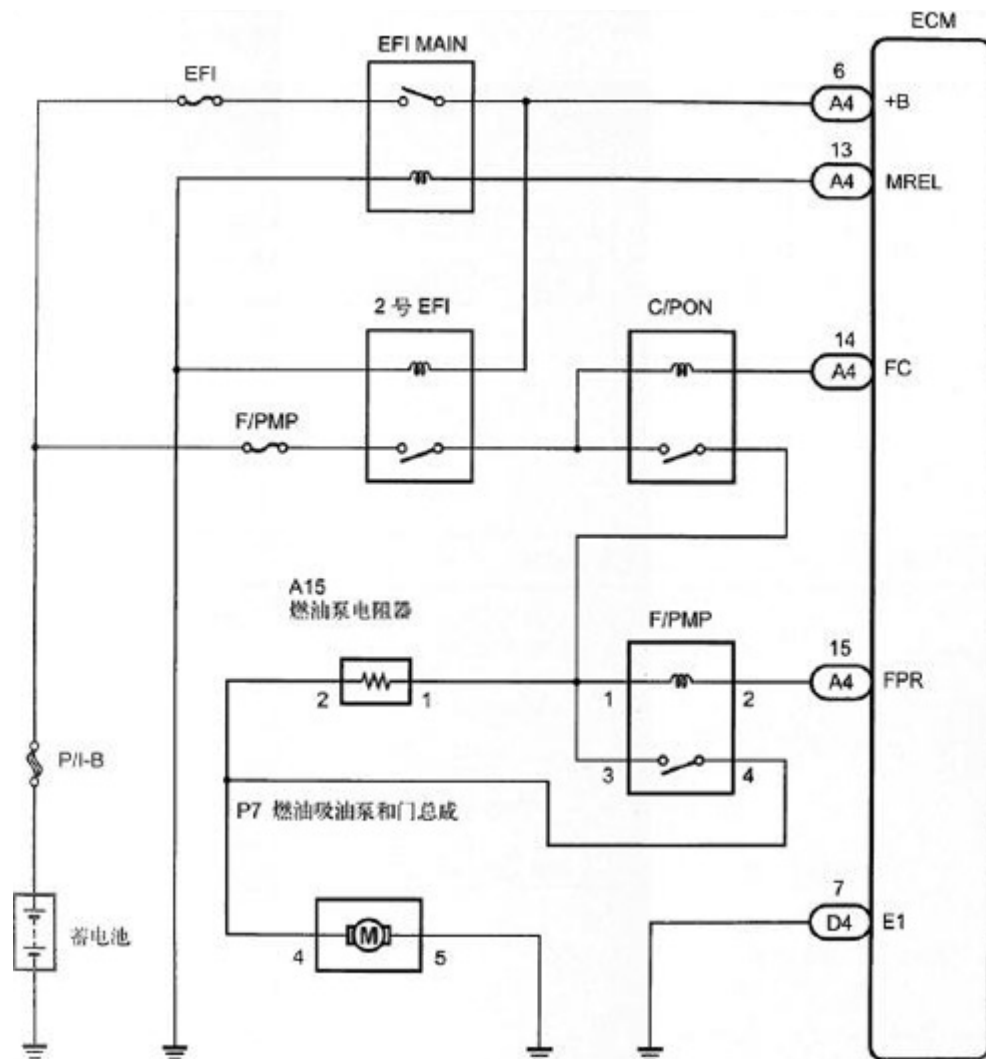 ECM
EFI MAIN
EFI
6
A4
+B
13
A4
MREL
2 号 EFI
C/PON
14
A4
FC
F/PMP
A15
燃油泵电阻器
F/PMP
15
A4
FPR
2
1
1
2
3
4
P/I-B
P7 燃油吸油泵和门总成
7
D4
E1
蓄电池
4
M
5